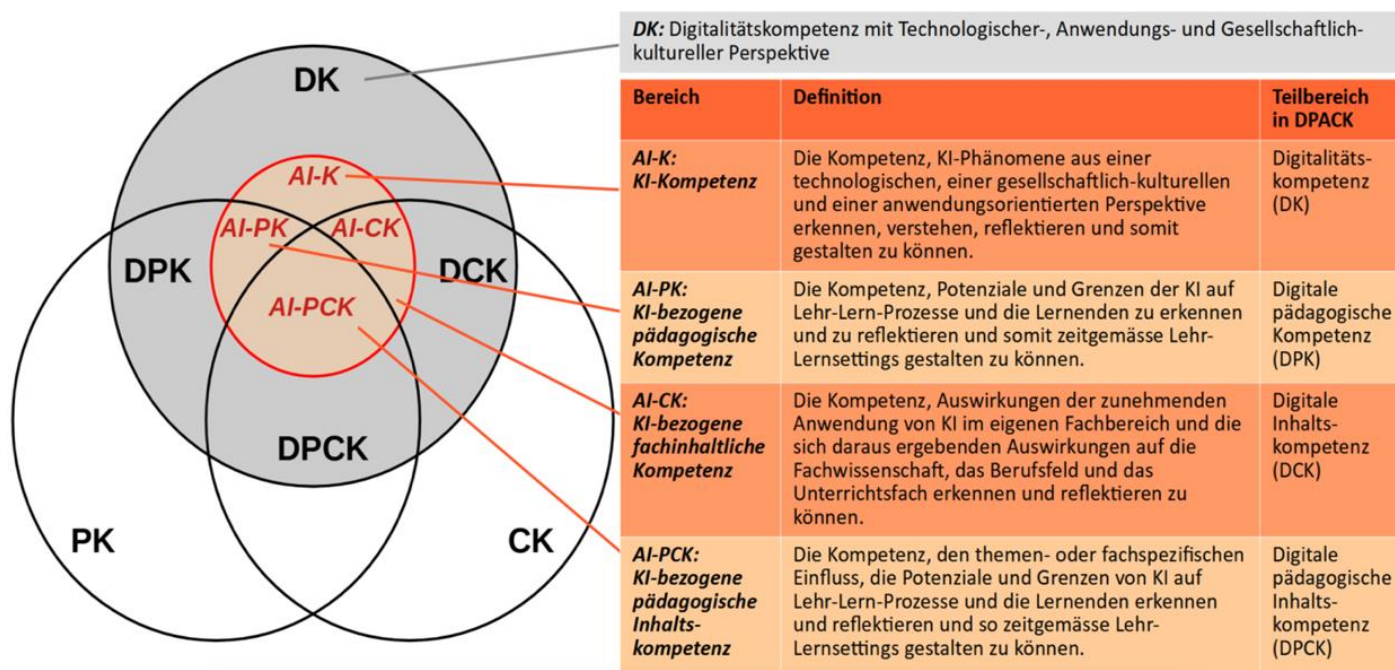 DK
AI-K
AI-PK
AI-CK
DPK
DCK
AI-PCK
DPCK
PK
CK
DK: Digitalitätskompetenz mit Technologischer-, Anwendungs- und Gesellschaftlich-
kultureller Perspektive
Bereich
Definition
Teilbereich
in DPACK
AI-K:
KI-Kompetenz
Die Kompetenz, KI-Phänomene aus einer
technologischen, einer gesellschaftlich-kulturellen
und einer anwendungsorientierten Perspektive
erkennen, verstehen, reflektieren und somit
gestalten zu können.
Digitalitäts-
kompetenz
(DK)
AI-PK:
KI-bezogene
pädagogische
Kompetenz
Die Kompetenz, Potenziale und Grenzen der KI auf
Lehr-Lern-Prozesse und die Lernenden zu erkennen
und zu reflektieren und somit zeitgemässe Lehr-
Lernsettings gestalten zu können.
Digitale
pädagogische
Kompetenz
(DPK)
AI-CK:
KI-bezogene
fachinhaltliche
Kompetenz
Die Kompetenz, Auswirkungen der zunehmenden
Anwendung von KI im eigenen Fachbereich und die
sich daraus ergebenden Auswirkungen auf die
Fachwissenschaft, das Berufsfeld und das
Unterrichtsfach erkennen und reflektieren zu
können.
Digitale
Inhalts-
kompetenz
(DCK)
AI-PCK:
KI-bezogene
pädagogische
Inhalts-
kompetenz
Die Kompetenz, den themen- oder fachspezifischen
Einfluss, die Potenziale und Grenzen von KI auf
Lehr-Lern-Prozesse und die Lernenden erkennen
und reflektieren und so zeitgemässe Lehr-
Lernsettings gestalten zu können.
Digitale
pädagogische
Inhalts-
kompetenz
(DPCK)